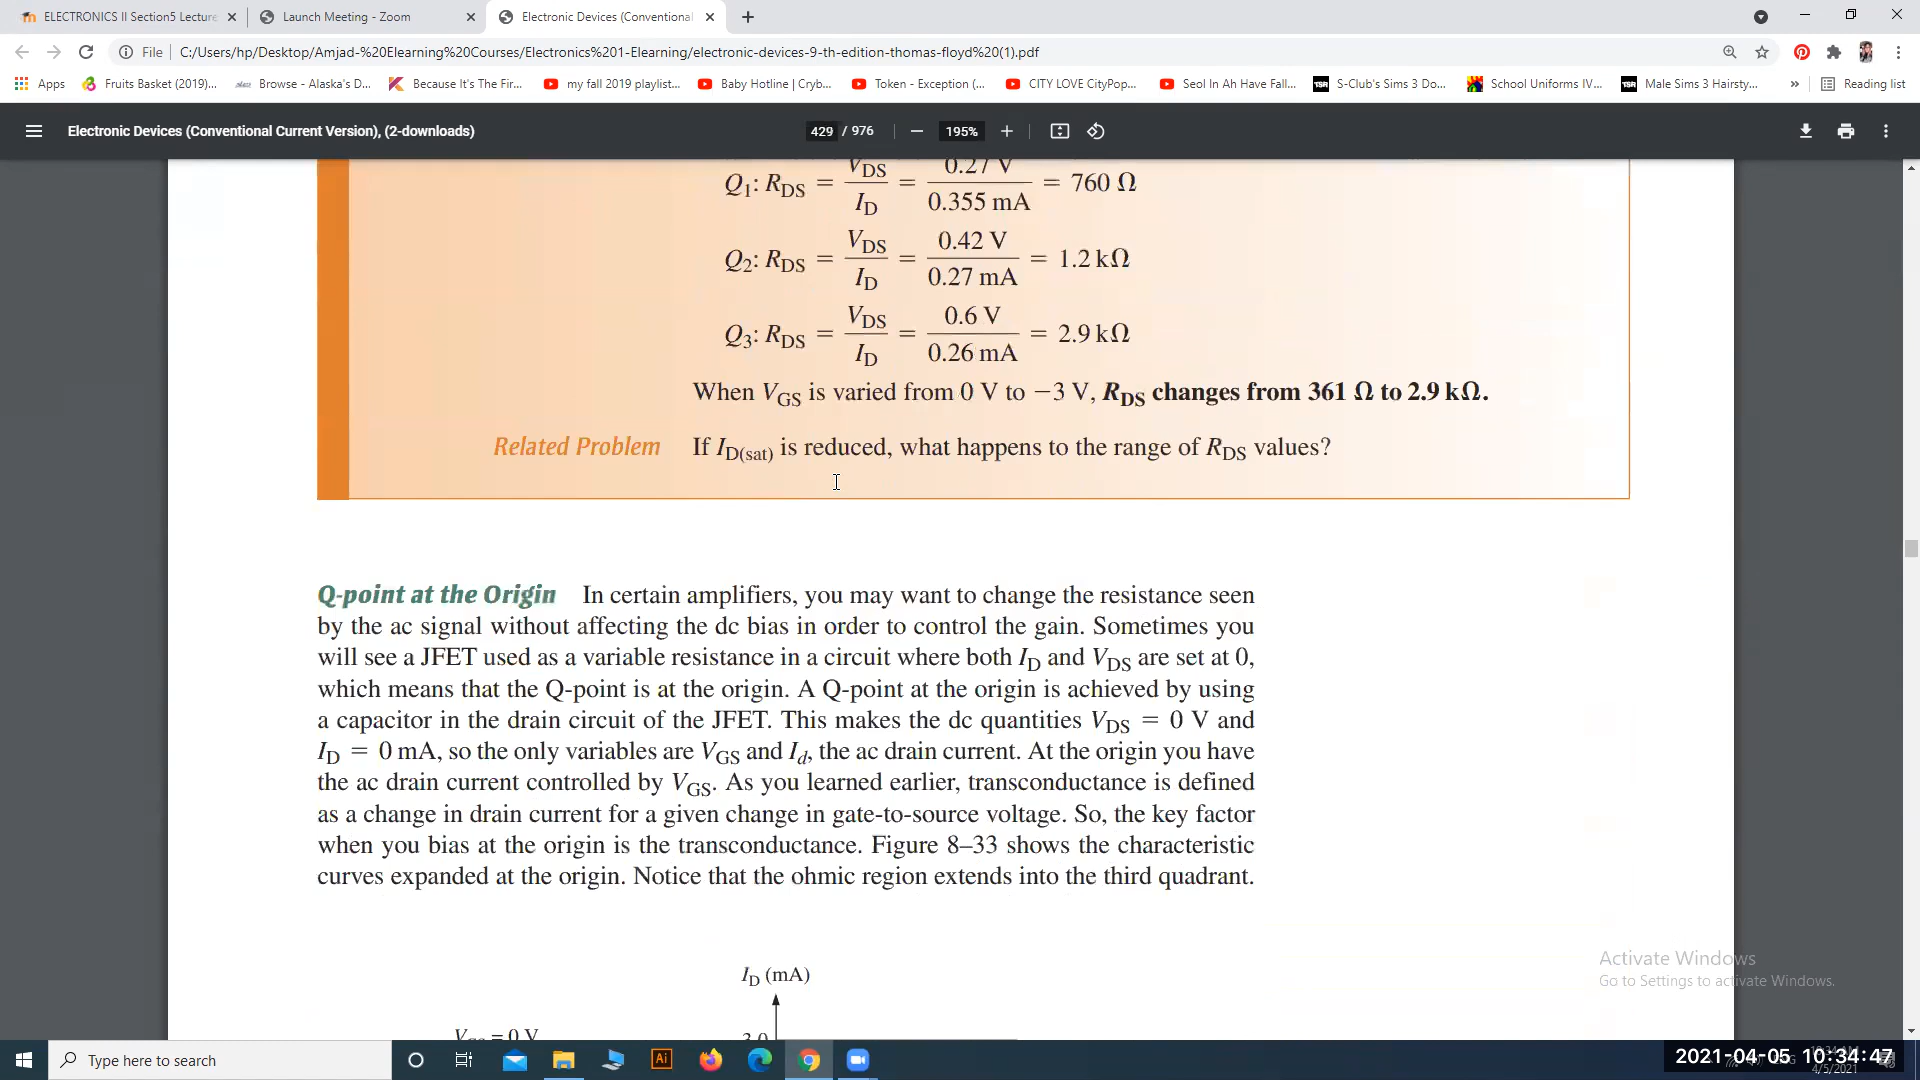 ELECTRONICS II Section5 Lecture
Launch Meeting - Zoom
Electronic Devices (Conventional
File C:/Users/hp/Desktop/Amjad-%20Elearning%20Courses/Electronics%201-Elearning/electronic-devices-9-th-edition-thomas-floyd%20(1).pdf
Apps Fruits Basket (2019)... Browse - Alaska's D... Because It's The Fir... my fall 2019 playlist... Baby Hotline | Cryb... Token - Exception (... CITY LOVE CityPop... Seol In Ah Have Fall... S-Club's Sims 3 Do... School Uniforms IV... Male Sims 3 Hairsty... » Reading list
Electronic Devices (Conventional Current Version), (2-downloads) 429 / 976 195%
Q1: RDS = VDS / ID = 0.27 V / 0.355 mA = 760 Ω
Q2: RDS = VDS / ID = 0.42 V / 0.27 mA = 1.2 kΩ
Q3: RDS = VDS / ID = 0.6 V / 0.26 mA = 2.9 kΩ
When VGS is varied from 0 V to −3 V, RDS changes from 361 Ω to 2.9 kΩ.
Related Problem If ID(sat) is reduced, what happens to the range of RDS values?
Q-point at the Origin In certain amplifiers, you may want to change the resistance seen
by the ac signal without affecting the dc bias in order to control the gain. Sometimes you
will see a JFET used as a variable resistance in a circuit where both ID and VDS are set at 0,
which means that the Q-point is at the origin. A Q-point at the origin is achieved by using
a capacitor in the drain circuit of the JFET. This makes the dc quantities VDS = 0 V and
ID = 0 mA, so the only variables are VGS and Id, the ac drain current. At the origin you have
the ac drain current controlled by VGS. As you learned earlier, transconductance is defined
as a change in drain current for a given change in gate-to-source voltage. So, the key factor
when you bias at the origin is the transconductance. Figure 8–33 shows the characteristic
curves expanded at the origin. Notice that the ohmic region extends into the third quadrant.
ID (mA)
VGS = 0 V
3.0
Activate Windows
Go to Settings to activate Windows.
Type here to search
Ai
2021-04-05 10:34:47
4/5/2021